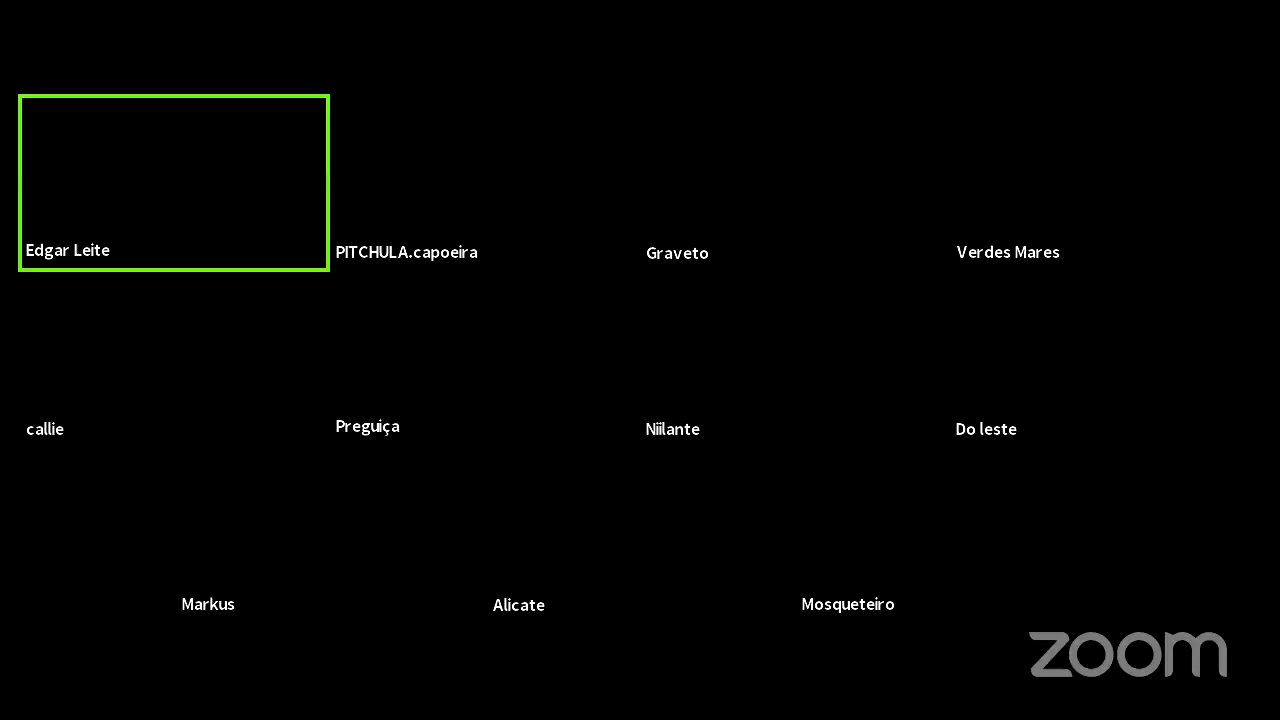 Edgar Leite
PITCHULA.capoeira
Graveto
Verdes Mares
callie
Preguiça
Niilante
Do leste
Markus
Alicate
Mosqueteiro
zoom